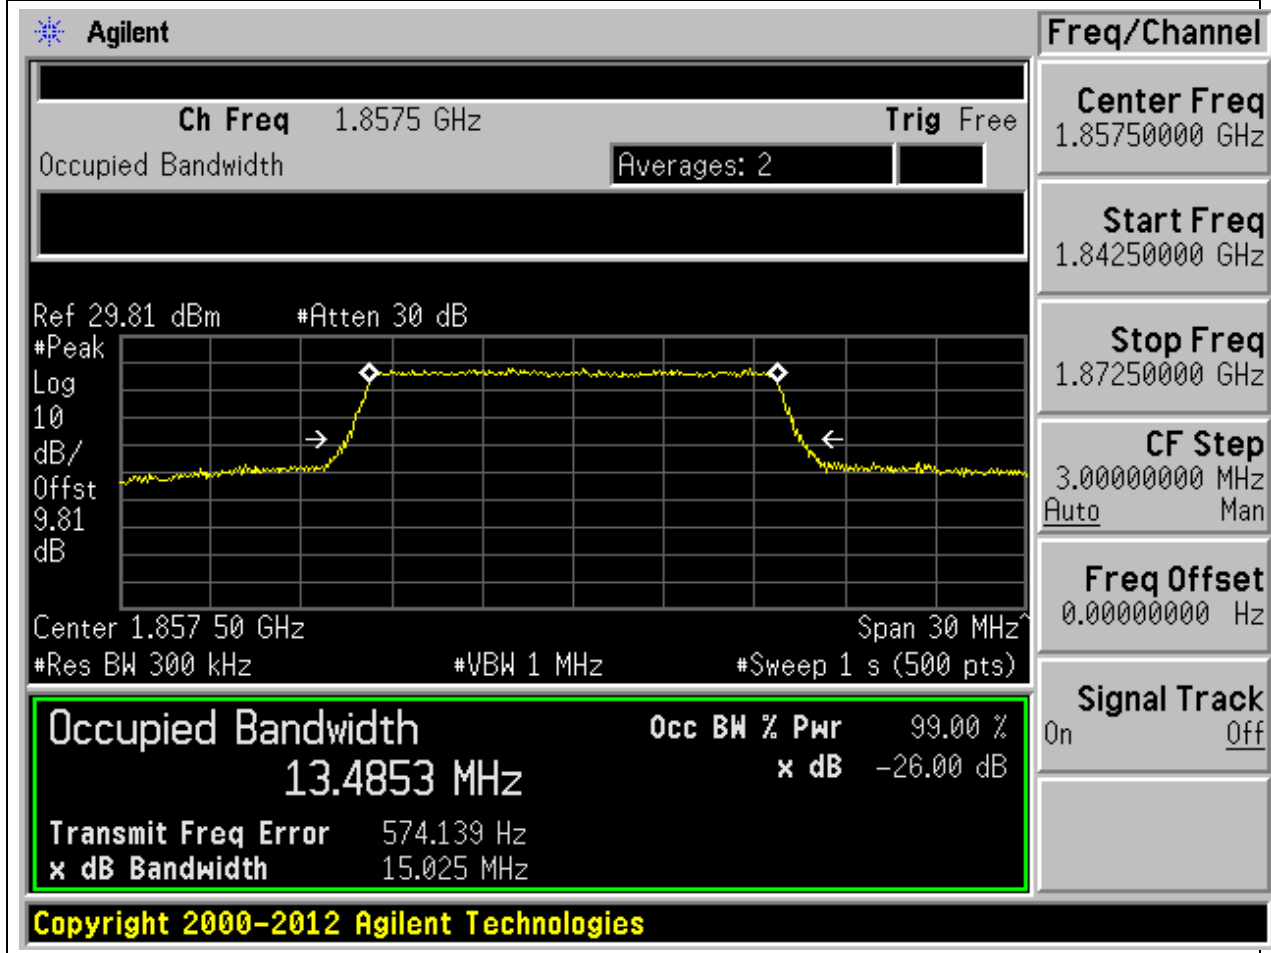 Agilent
Freq/Channel
Ch Freq 1.8575 GHz Trig Free
Occupied Bandwidth Averages: 2
Center Freq
1.85750000 GHz
Start Freq
1.84250000 GHz
Stop Freq
1.87250000 GHz
CF Step
3.00000000 MHz
Auto Man
Freq Offset
0.00000000 Hz
Signal Track
On Off
Ref 29.81 dBm #Atten 30 dB
#Peak
Log
10
dB/
Offst
9.81
dB
Center 1.857 50 GHz Span 30 MHz^
#Res BW 300 kHz #VBW 1 MHz #Sweep 1 s (500 pts)
Occupied Bandwidth
13.4853 MHz
Occ BW % Pwr 99.00 %
x dB -26.00 dB
Transmit Freq Error 574.139 Hz
x dB Bandwidth 15.025 MHz
Copyright 2000-2012 Agilent Technologies